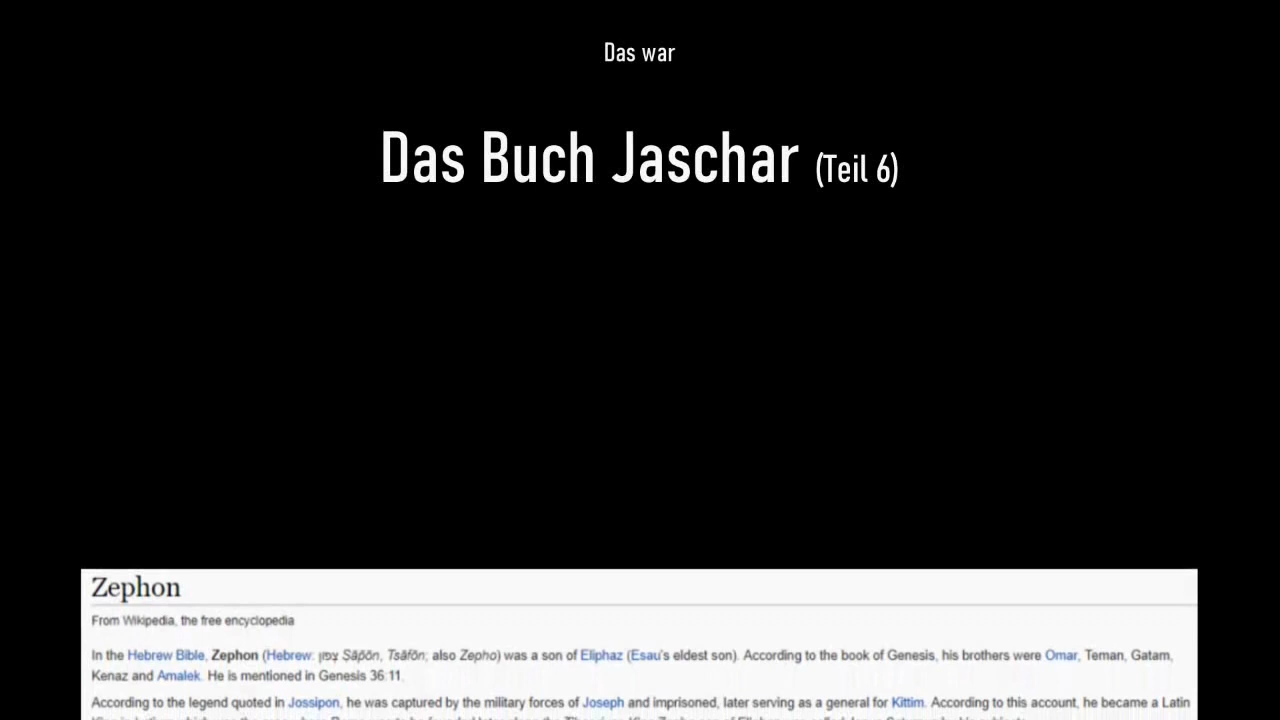 Das war
Das Buch Jaschar (Teil 6)
Zephon
From Wikipedia, the free encyclopedia
In the Hebrew Bible, Zephon (Hebrew: צפון Ṣāp̄ōn, Tsâfôn; also Zepho) was a son of Eliphaz (Esau's eldest son). According to the book of Genesis, his brothers were Omar, Teman, Gatam,
Kenaz and Amalek. He is mentioned in Genesis 36:11.
According to the legend quoted in Jossipon, he was captured by the military forces of Joseph and imprisoned, later serving as a general for Kittim. According to this account, he became a Latin